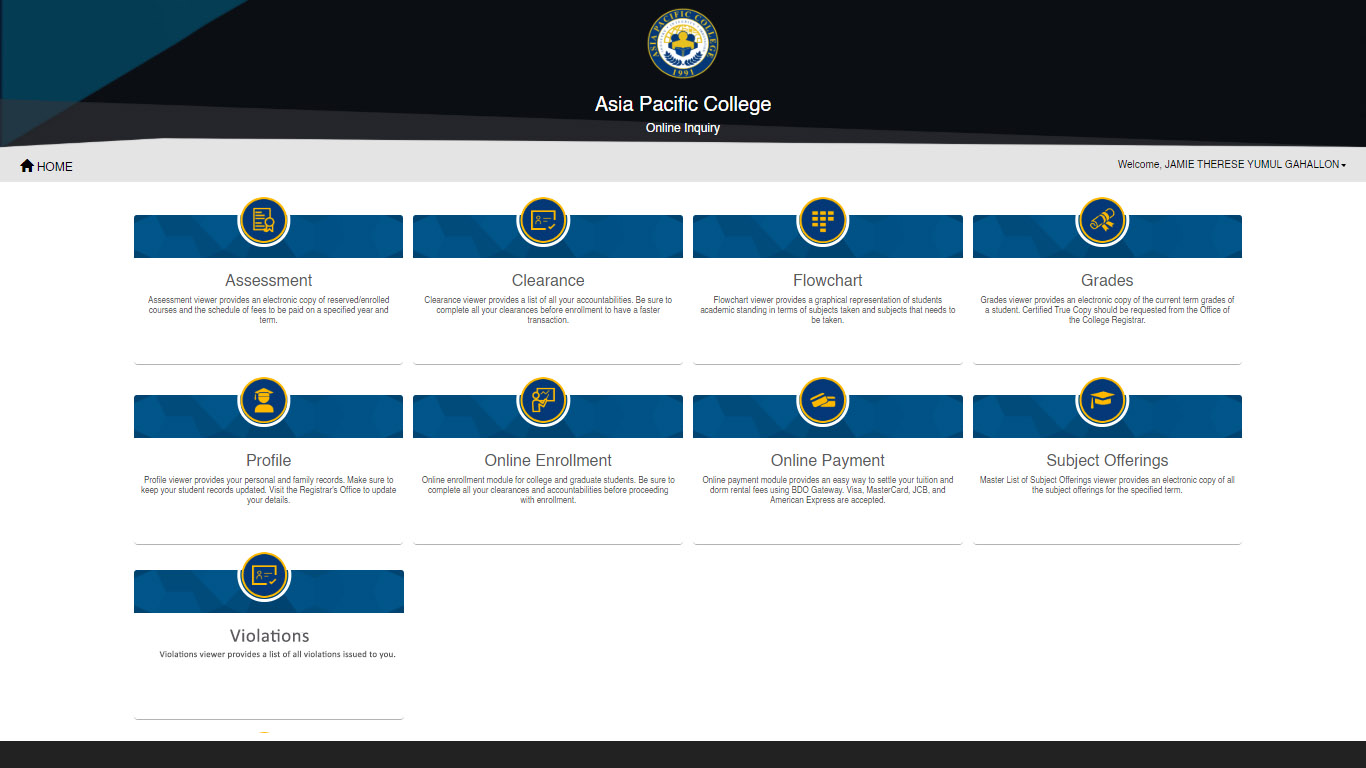 ASIA PACIFIC COLLEGE
1991
Asia Pacific College
Online Inquiry
HOME
Welcome, JAMIE THERESE YUMUL GAHALLON
Assessment
Assessment viewer provides an electronic copy of reserved/enrolled
courses and the schedule of fees to be paid on a specified year and
term.
Clearance
Clearance viewer provides a list of all your accountabilities. Be sure to
complete all your clearances before enrollment to have a faster
transaction.
Flowchart
Flowchart viewer provides a graphical representation of students
academic standing in terms of subjects taken and subjects that needs to
be taken.
Grades
Grades viewer provides an electronic copy of the current term grades of
a student. Certified True Copy should be requested from the Office of
the College Registrar.
Profile
Profile viewer provides your personal and family records. Make sure to
keep your student records updated. Visit the Registrar's Office to update
your details.
Online Enrollment
Online enrollment module for college and graduate students. Be sure to
complete all your clearances and accountabilities before proceeding
with enrollment.
Online Payment
Online payment module provides an easy way to settle your tuition and
dorm rental fees using BDO Gateway. Visa, MasterCard, JCB, and
American Express are accepted.
Subject Offerings
Master List of Subject Offerings viewer provides an electronic copy of all
the subject offerings for the specified term.
Violations
Violations viewer provides a list of all violations issued to you.